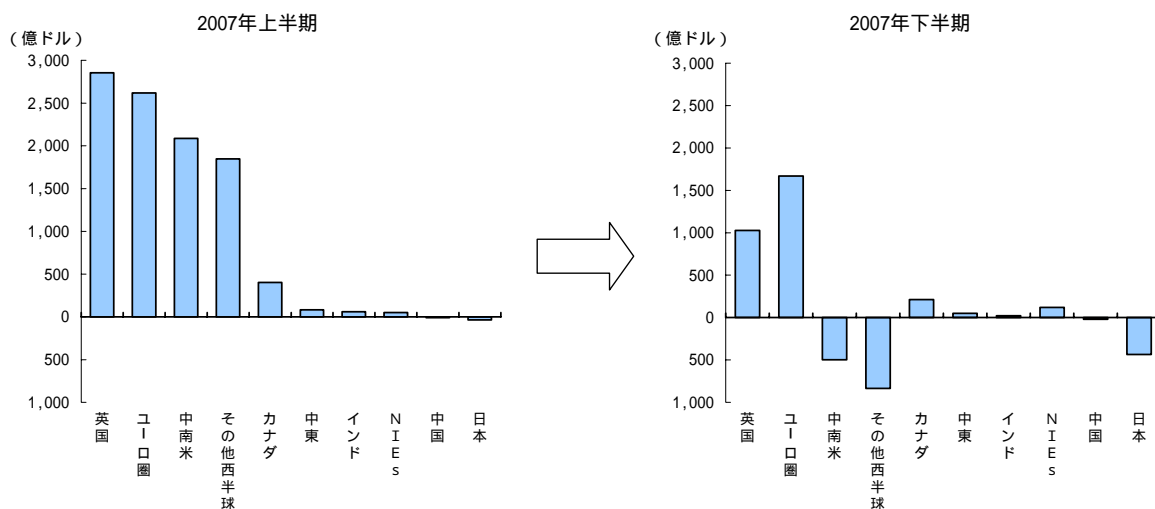 2007年上半期
（億ドル）
3,000
2,500
2,000
1,500
1,000
500
0
500
1,000
英国
ユーロ圏
中南米
その他西半球
カナダ
中東
インド
NIEs
中国
日本
2007年下半期
（億ドル）
3,000
2,500
2,000
1,500
1,000
500
0
500
1,000
英国
ユーロ圏
中南米
その他西半球
カナダ
中東
インド
NIEs
中国
日本